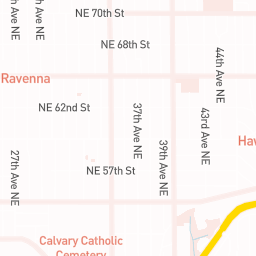 NE 70th St
NE 68th St
44th Ave NE
Ravenna
NE 62nd St
37th Ave NE
39th Ave NE
43rd Ave NE
27th Ave NE
NE 57th St
Calvary Catholic
Cemetery